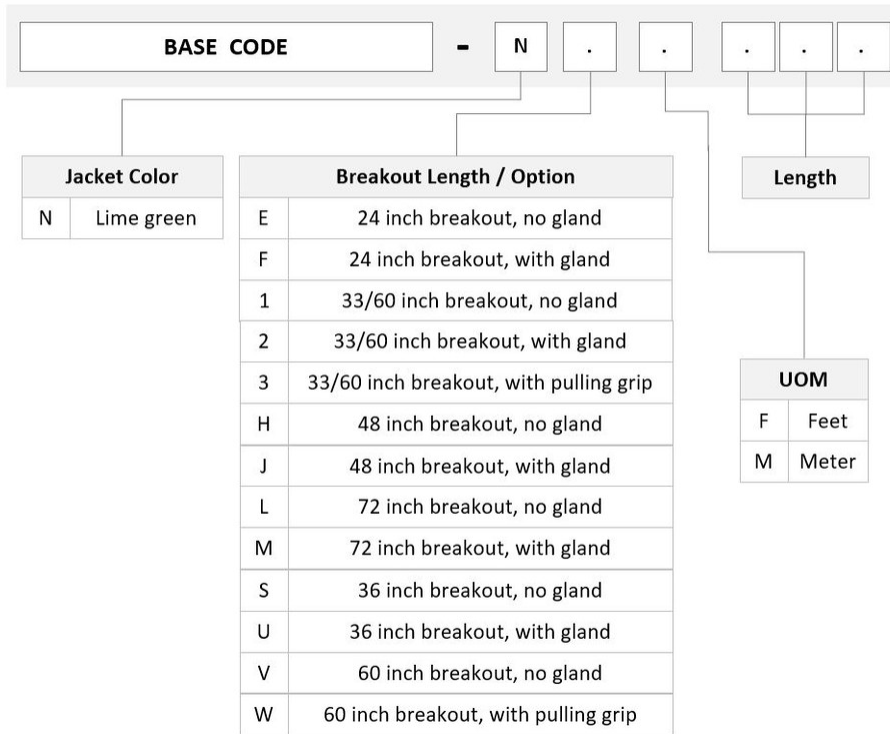 BASE CODE - N . . . . .
Jacket Color
N Lime green
Breakout Length / Option
E 24 inch breakout, no gland
F 24 inch breakout, with gland
1 33/60 inch breakout, no gland
2 33/60 inch breakout, with gland
3 33/60 inch breakout, with pulling grip
H 48 inch breakout, no gland
J 48 inch breakout, with gland
L 72 inch breakout, no gland
M 72 inch breakout, with gland
S 36 inch breakout, no gland
U 36 inch breakout, with gland
V 60 inch breakout, no gland
W 60 inch breakout, with pulling grip
Length
UOM
F Feet
M Meter